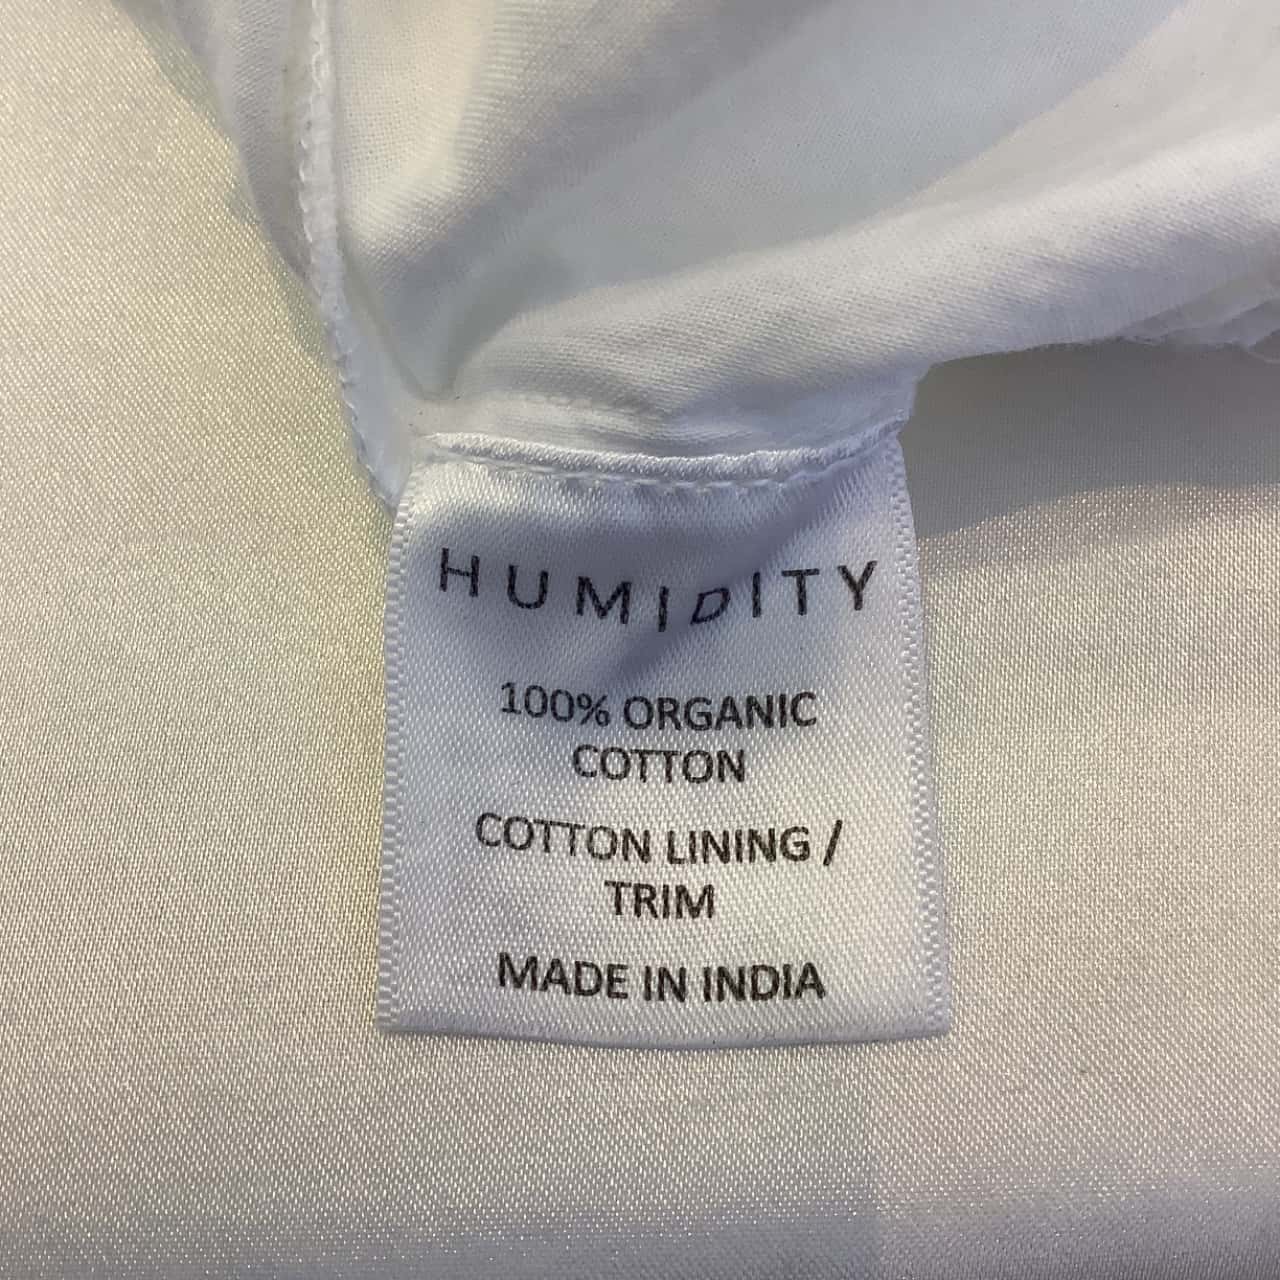 HUMIDITY
100% ORGANIC
COTTON
COTTON LINING /
TRIM
MADE IN INDIA